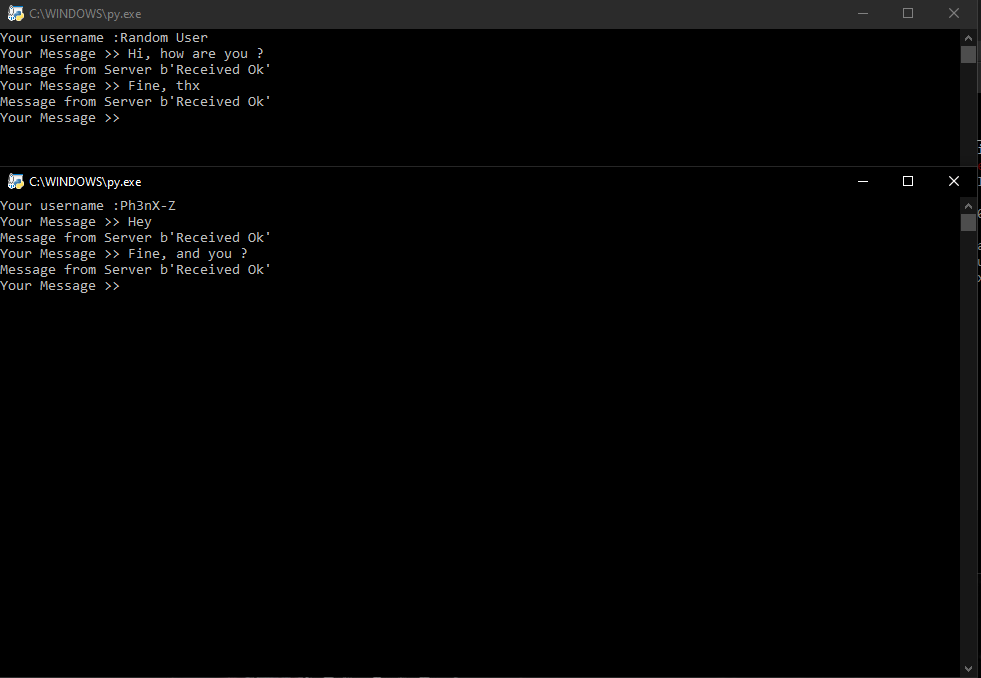 C:\WINDOWS\py.exe
Your username :Random User
Your Message >> Hi, how are you ?
Message from Server b'Received Ok'
Your Message >> Fine, thx
Message from Server b'Received Ok'
Your Message >>
C:\WINDOWS\py.exe
Your username :Ph3nX-Z
Your Message >> Hey
Message from Server b'Received Ok'
Your Message >> Fine, and you ?
Message from Server b'Received Ok'
Your Message >>